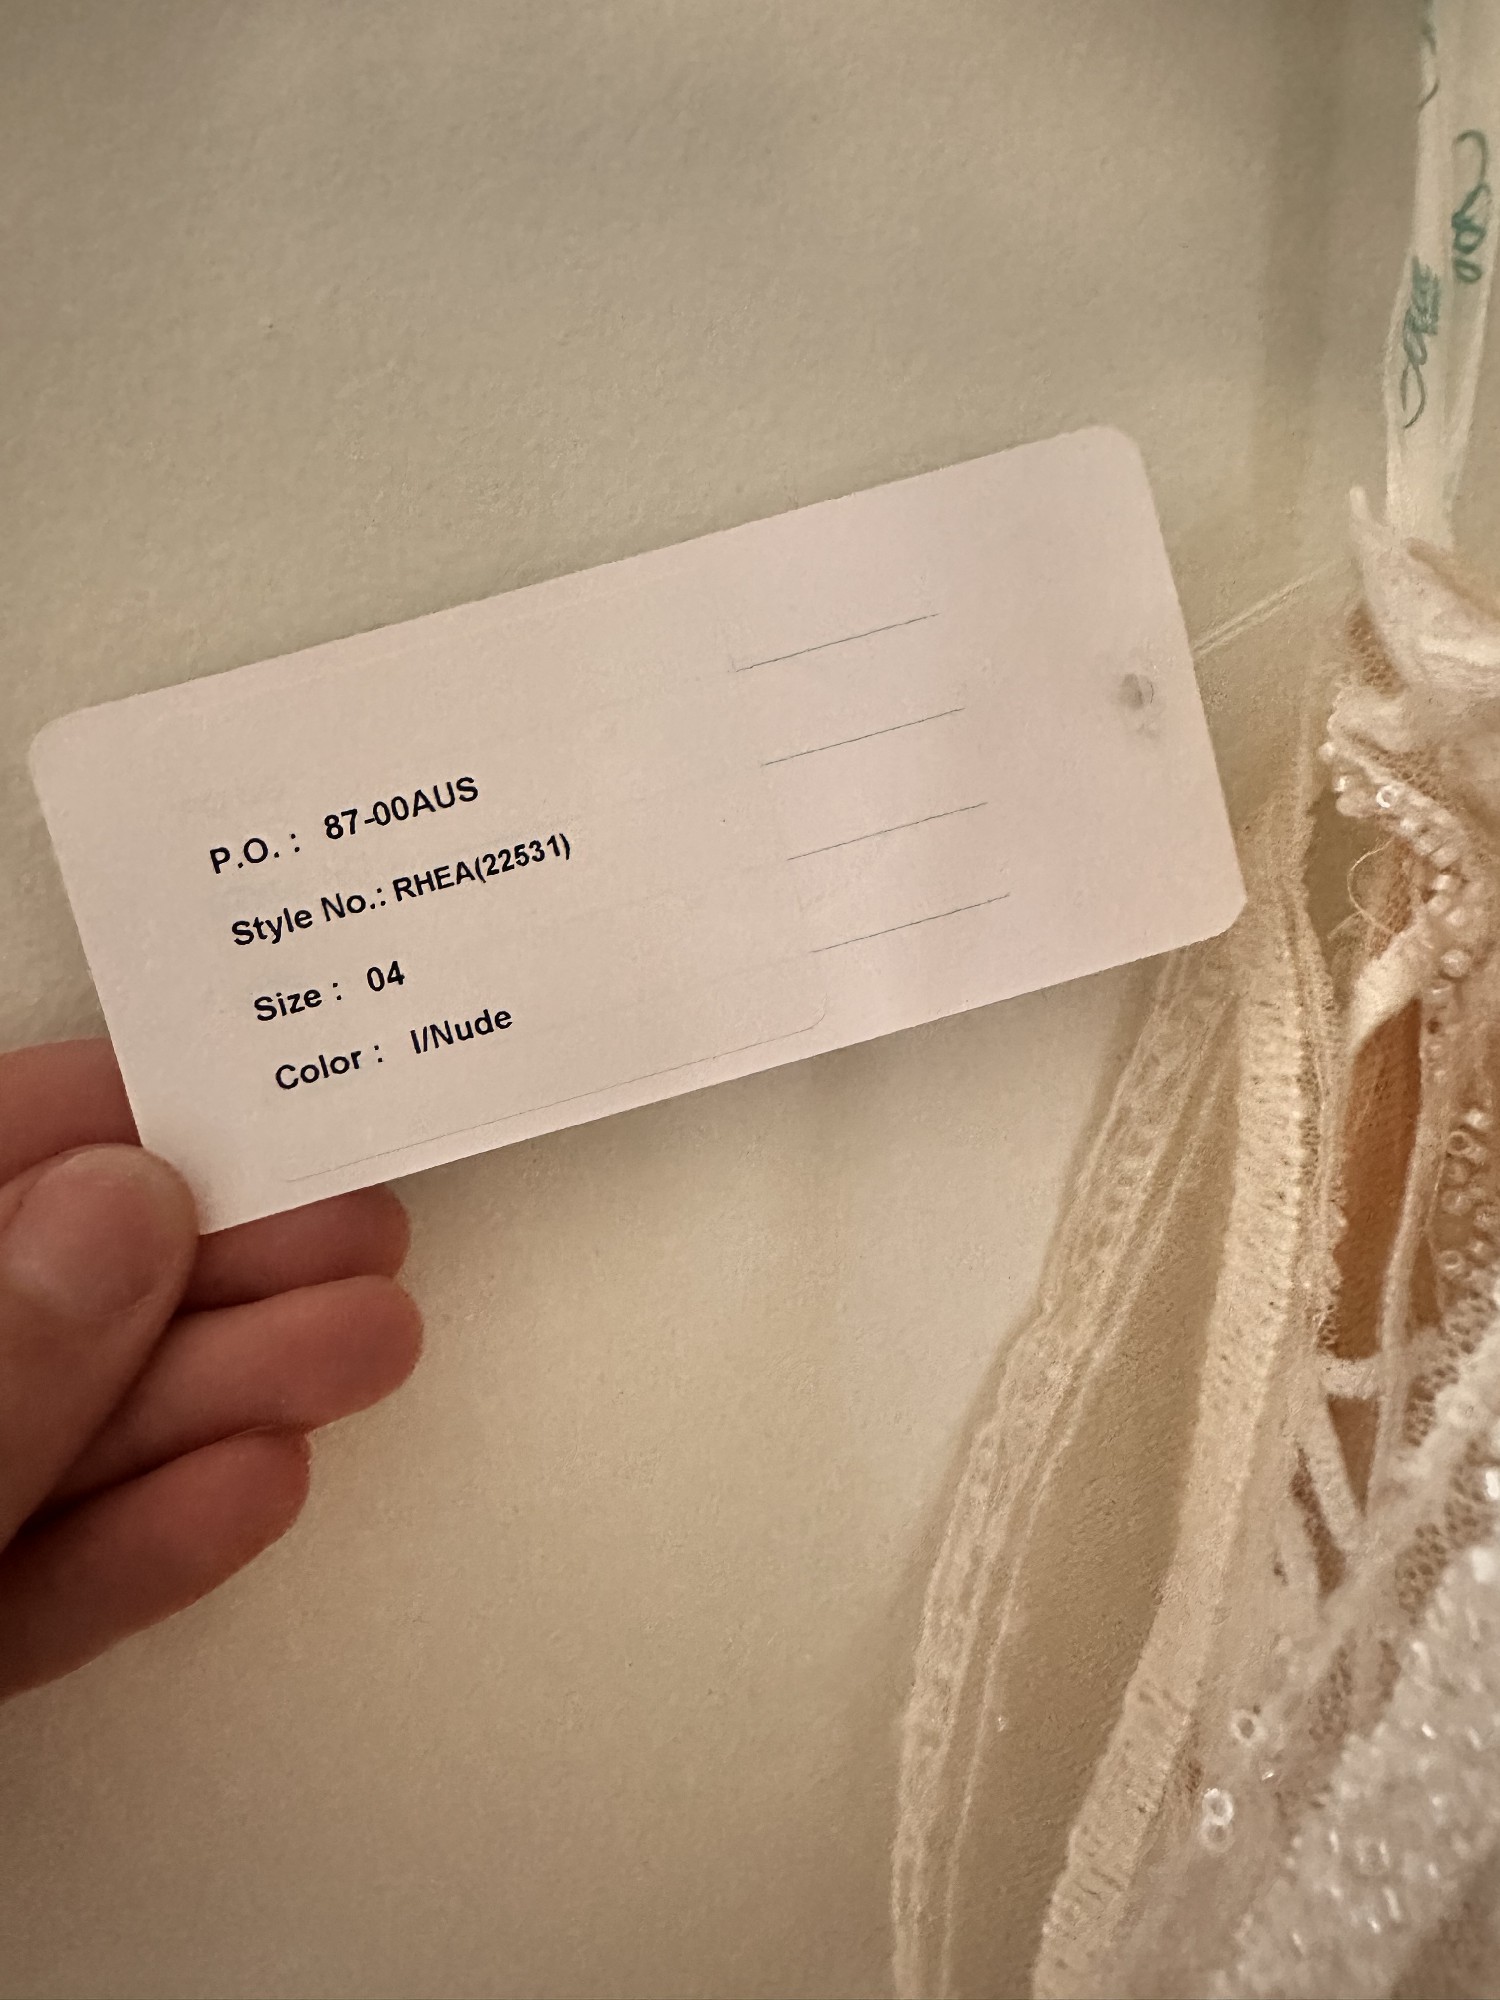 P.O. : 87-00AUS
Style No.: RHEA(22531)
Size : 04
Color : I/Nude